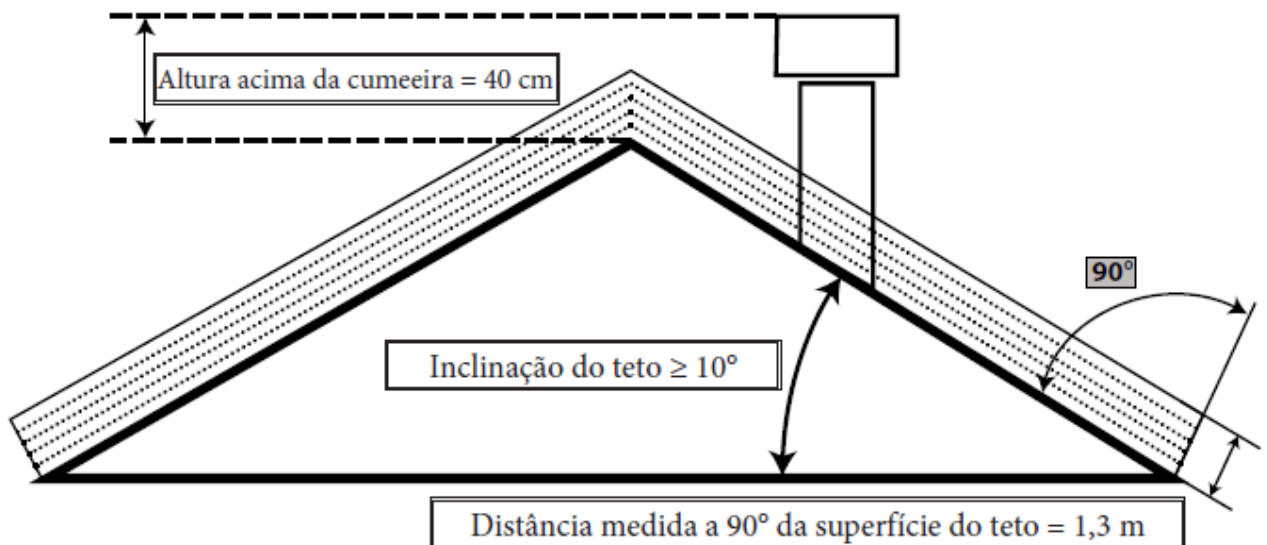 Altura acima da cumeeira = 40 cm
90°
Inclinação do teto ≥ 10°
Distância medida a 90° da superfície do teto = 1,3 m